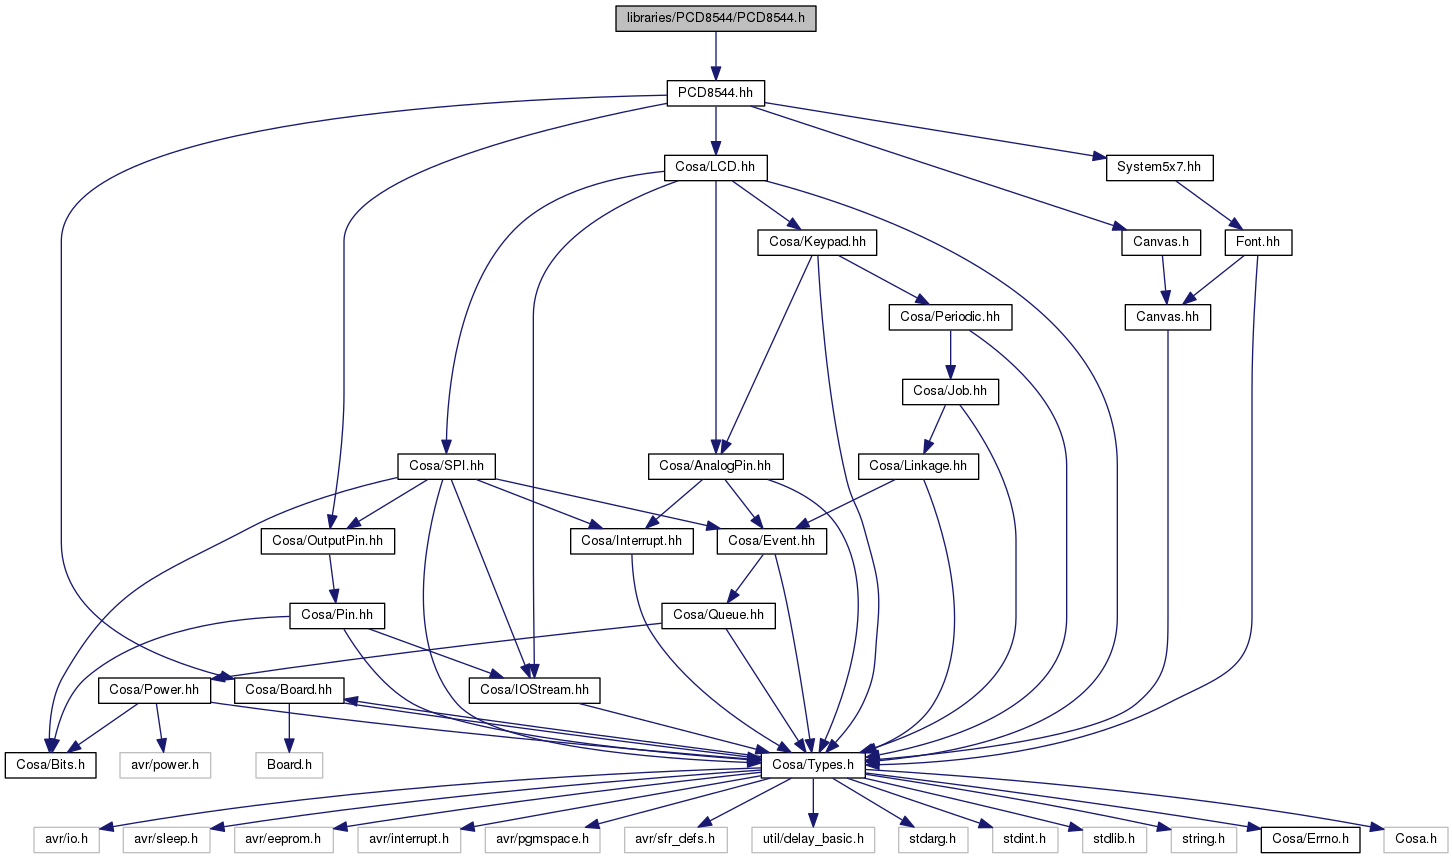 libraries/PCD8544/PCD8544.h
PCD8544.hh
Cosa/LCD.hh
System5x7.hh
Cosa/Keypad.hh
Canvas.h
Font.hh
Cosa/Periodic.hh
Canvas.hh
Cosa/Job.hh
Cosa/SPI.hh
Cosa/AnalogPin.hh
Cosa/Linkage.hh
Cosa/OutputPin.hh
Cosa/Interrupt.hh
Cosa/Event.hh
Cosa/Pin.hh
Cosa/Queue.hh
Cosa/Power.hh
Cosa/Board.hh
Cosa/IOStream.hh
Cosa/Bits.h
avr/power.h
Board.h
Cosa/Types.h
avr/io.h
avr/sleep.h
avr/eeprom.h
avr/interrupt.h
avr/pgmspace.h
avr/sfr_defs.h
util/delay_basic.h
stdarg.h
stdint.h
stdlib.h
string.h
Cosa/Errno.h
Cosa.h